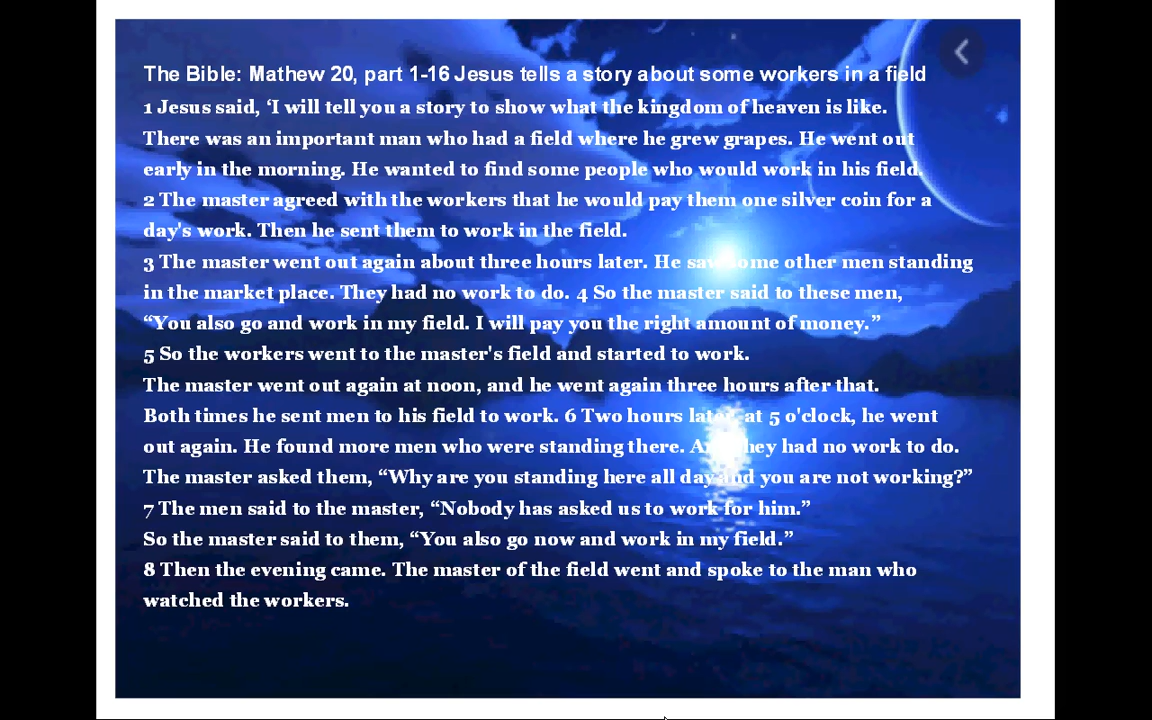 The Bible: Mathew 20, part 1-16 Jesus tells a story about some workers in a field
1 Jesus said, ‘I will tell you a story to show what the kingdom of heaven is like.
There was an important man who had a field where he grew grapes. He went out
early in the morning. He wanted to find some people who would work in his field.
2 The master agreed with the workers that he would pay them one silver coin for a
day's work. Then he sent them to work in the field.
3 The master went out again about three hours later. He saw some other men standing
in the market place. They had no work to do. 4 So the master said to these men,
“You also go and work in my field. I will pay you the right amount of money.”
5 So the workers went to the master's field and started to work.
The master went out again at noon, and he went again three hours after that.
Both times he sent men to his field to work. 6 Two hours later, at 5 o'clock, he went
out again. He found more men who were standing there. And they had no work to do.
The master asked them, “Why are you standing here all day and you are not working?”
7 The men said to the master, “Nobody has asked us to work for him.”
So the master said to them, “You also go now and work in my field.”
8 Then the evening came. The master of the field went and spoke to the man who
watched the workers.